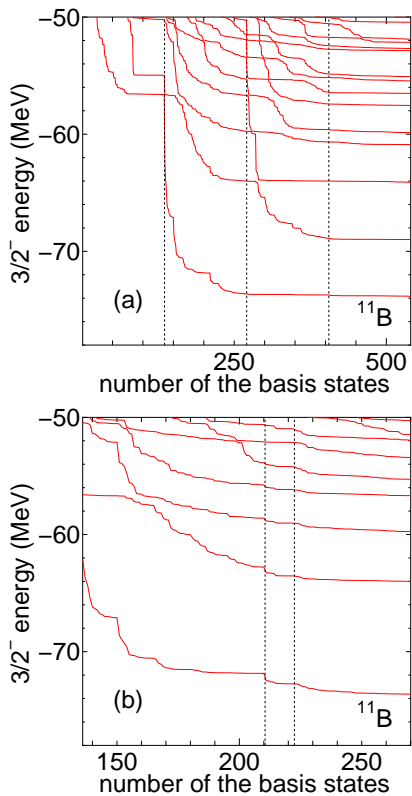 −50
−60
−70
3/2− energy (MeV)
(a)
11B
250
500
number of the basis states
−50
−60
−70
3/2− energy (MeV)
(b)
11B
150
200
250
number of the basis states